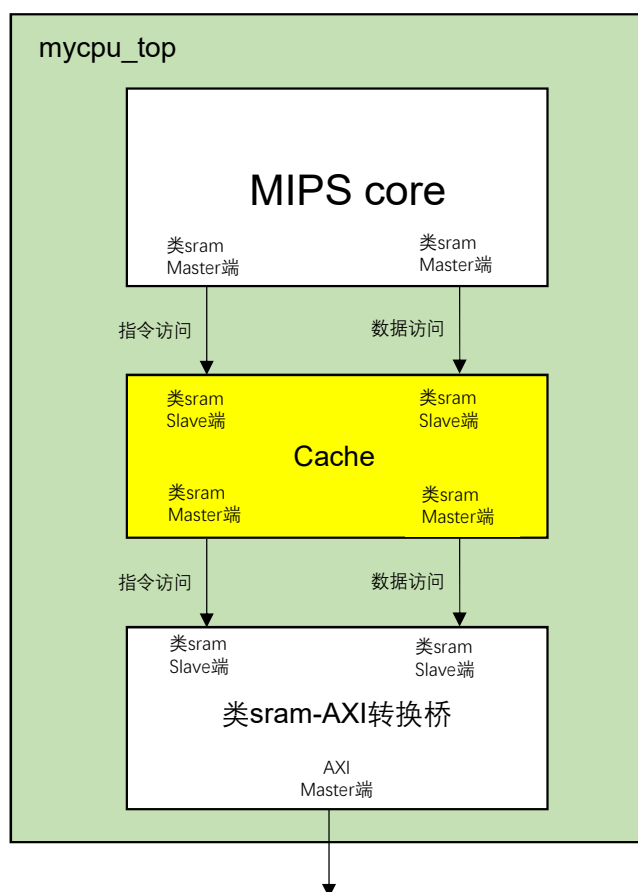 mycpu_top
MIPS core
类sram
Master端
类sram
Master端
指令访问
数据访问
类sram
Slave端
类sram
Slave端
Cache
类sram
Master端
类sram
Master端
指令访问
数据访问
类sram
Slave端
类sram
Slave端
类sram-AXI转换桥
AXI
Master端